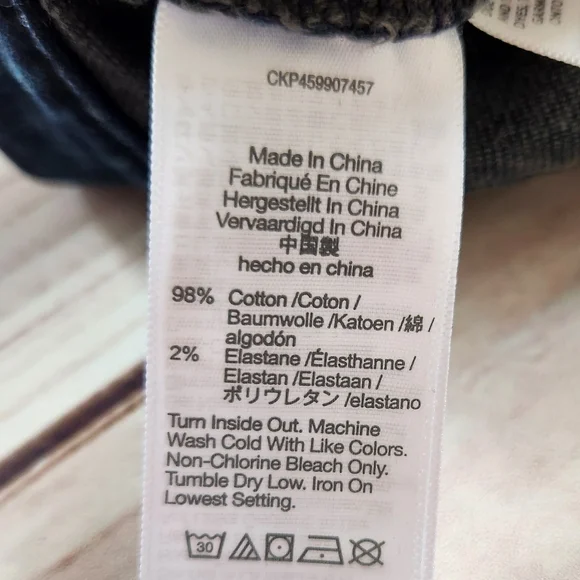 CKP459907457
Made In China
Fabriqué En Chine
Hergestellt In China
Vervaardigd In China
中国製
hecho en china
98% Cotton /Coton /
Baumwolle /Katoen /綿 /
algodón
2% Elastane /Élasthanne /
Elastan /Elastaan /
ポリウレタン /elastano
Turn Inside Out. Machine
Wash Cold With Like Colors.
Non-Chlorine Bleach Only.
Tumble Dry Low. Iron On
Lowest Setting.
30